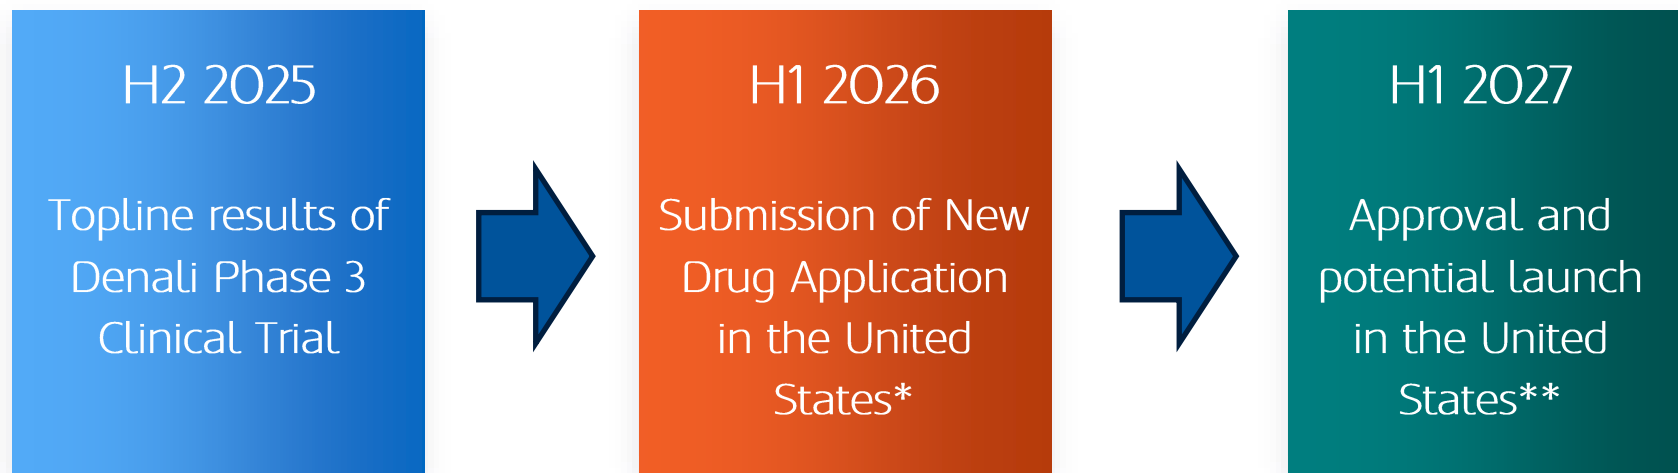 H2 2025
Topline results of
Denali Phase 3
Clinical Trial
H1 2026
Submission of New
Drug Application
in the United
States*
H1 2027
Approval and
potential launch
in the United
States**